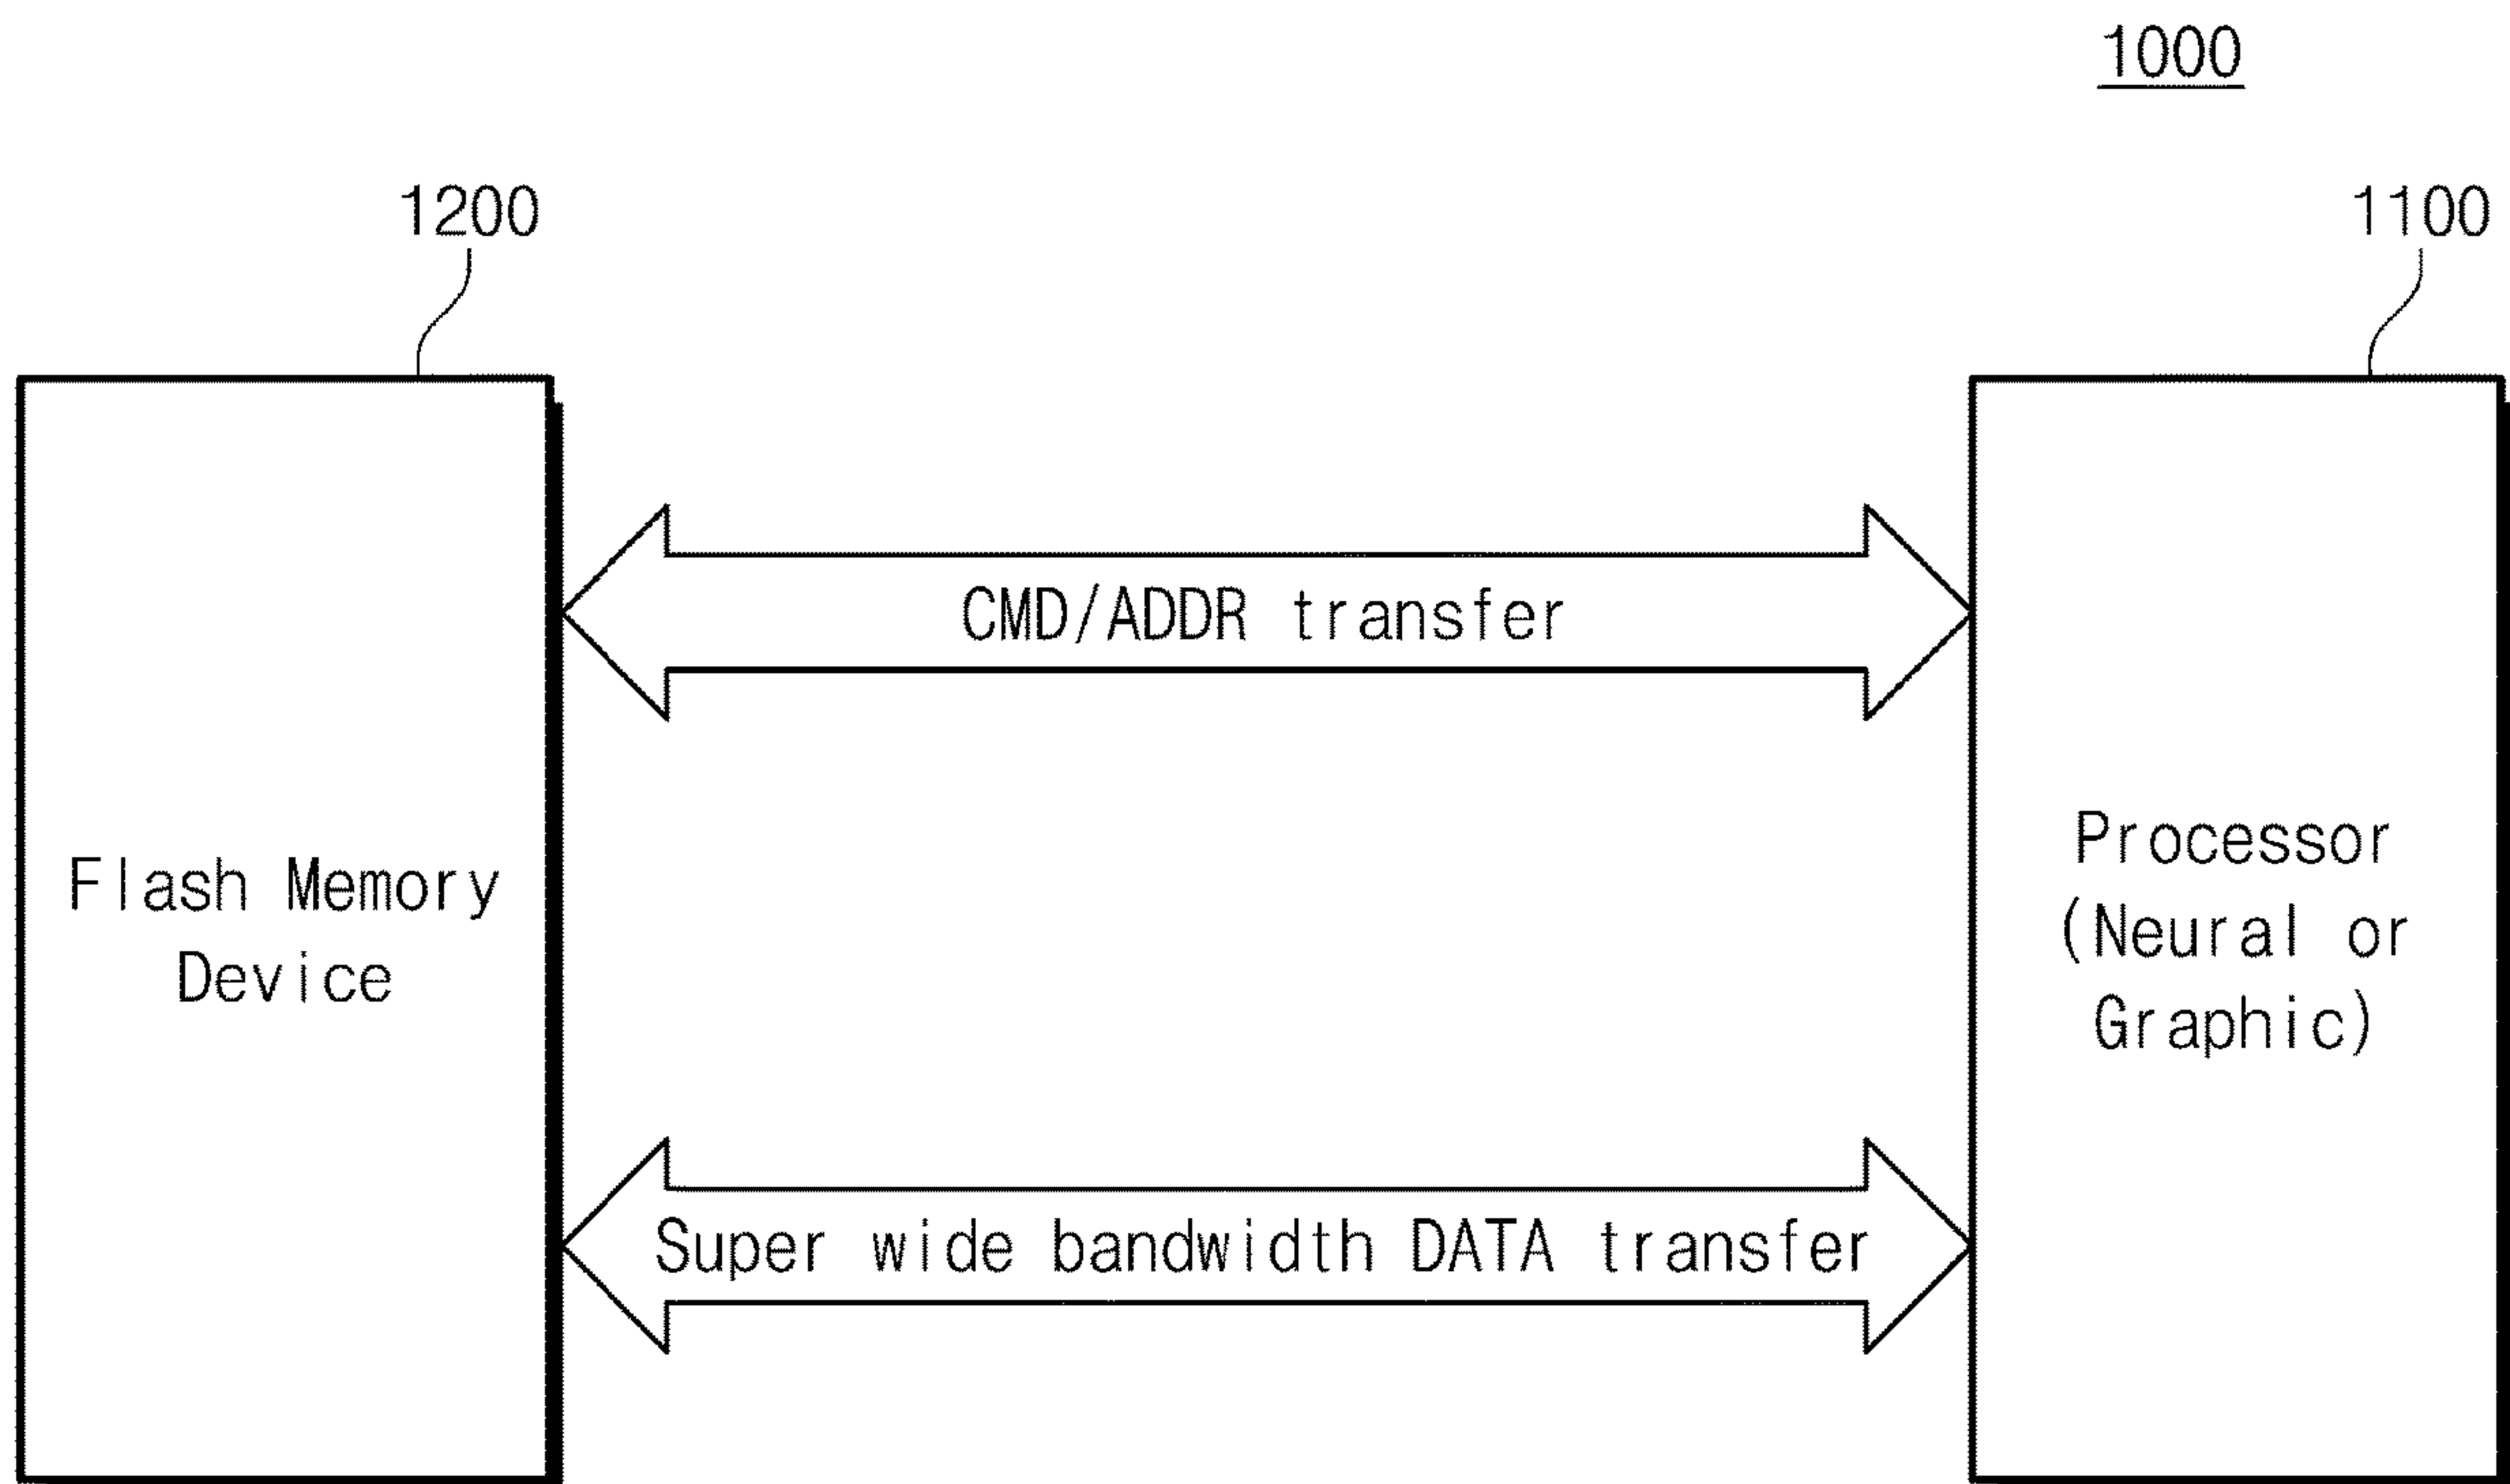 1000
1200
1100
CMD/ADDR transfer
Flash Memory
Device
Processor
(Neural or
Graphic)
Super wide bandwidth DATA transfer